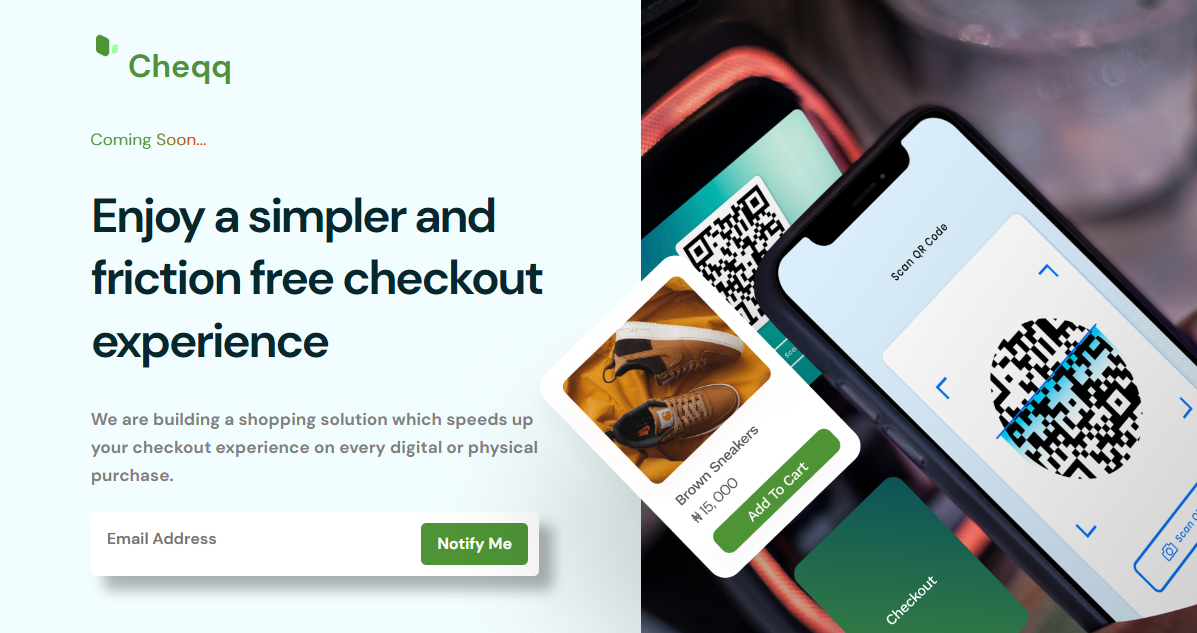 Cheqq
Coming Soon...
Enjoy a simpler and
friction free checkout
experience
We are building a shopping solution which speeds up
your checkout experience on every digital or physical
purchase.
Email Address
Notify Me
Scan QR Code
Brown Sneakers
₦ 15,000
Add To Cart
Checkout
Scan